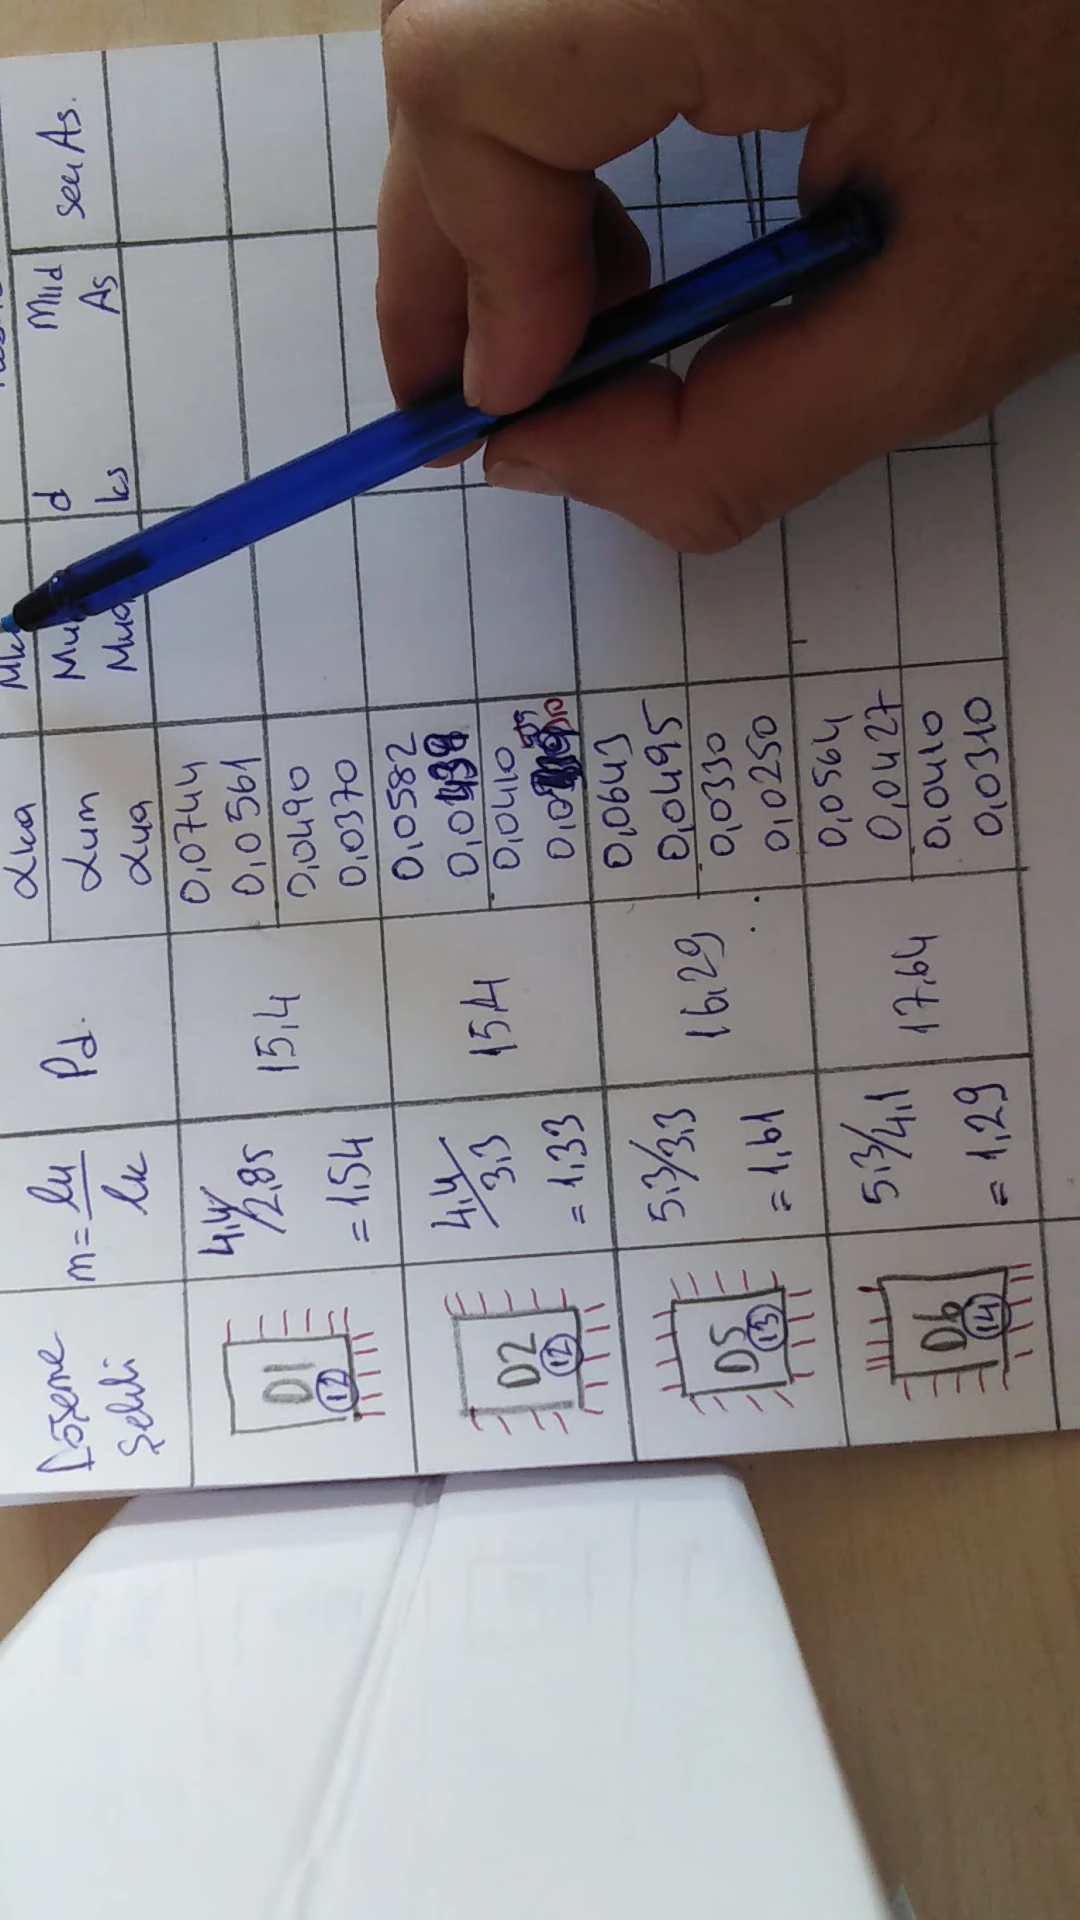 Döşeme
Şekli
m = lu
lk
Pd.
αka
αum
αua
Mu
d
ks
Mıd
As
seç As.
D1
12
4,4/
2,85
= 1,54
15,4
0,0744
0,0561
0,0490
0,0370
D2
12
4,4/
3,3
= 1,33
15,4
0,0582
0,0438
0,0410
D5
13
5,3/3,3
= 1,61
16,29
0,0643
0,0495
0,0330
0,0250
D6
14
5,3/4,1
= 1,29
17,64
0,0564
0,0427
0,0410
0,0310